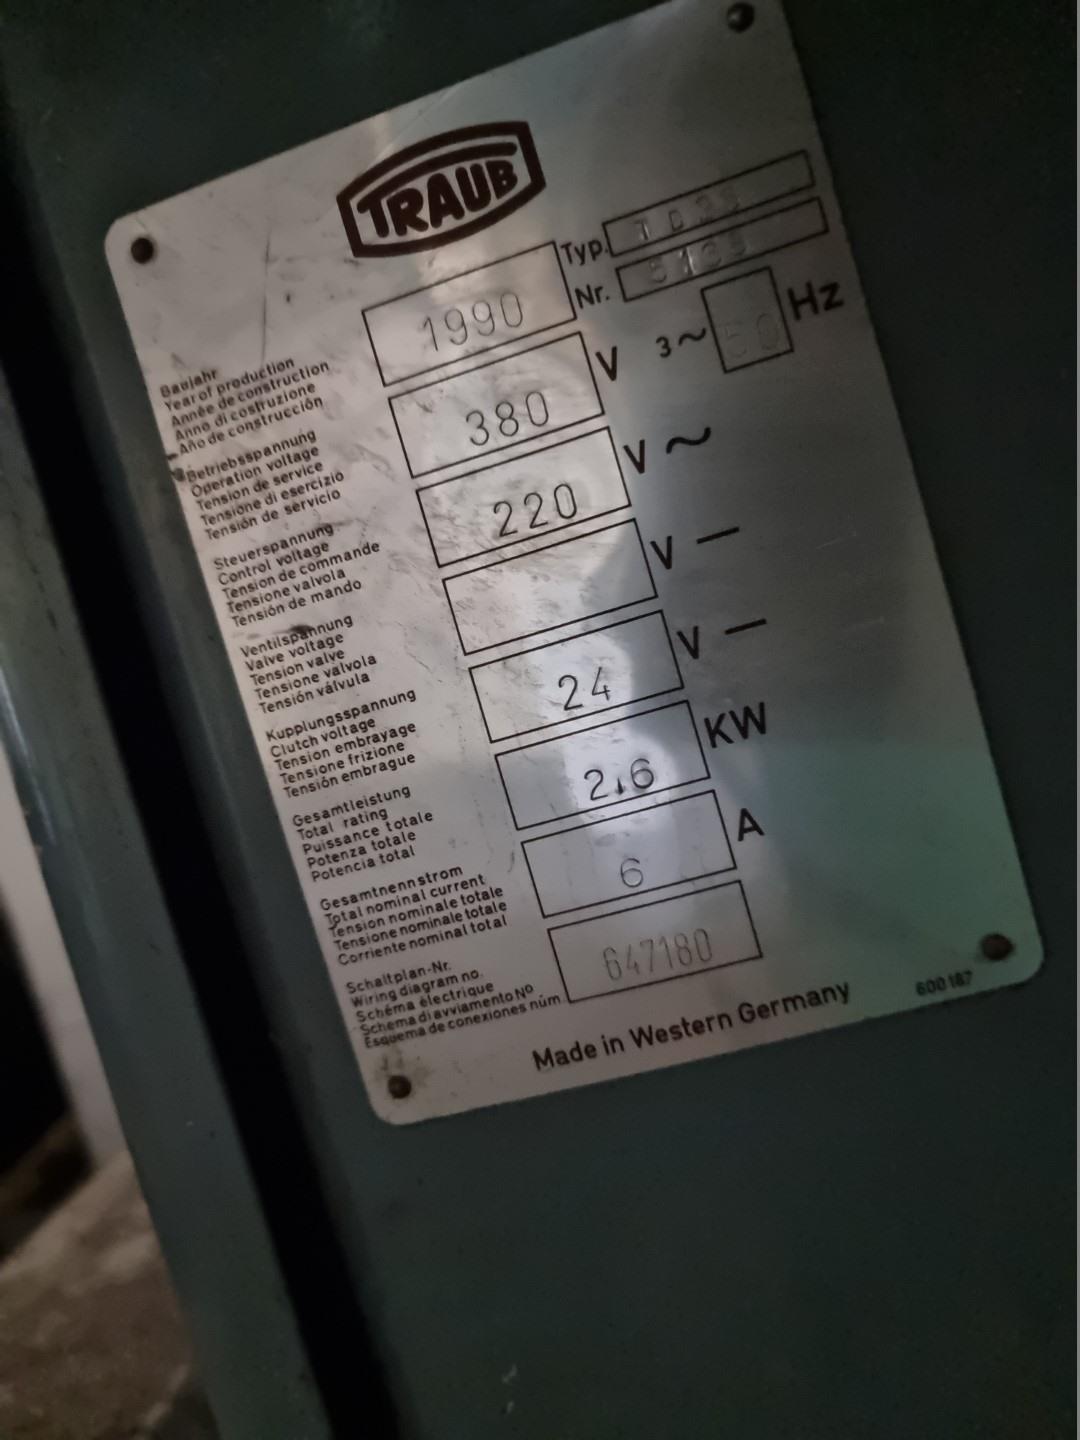 TRAUB
Typ. TD36
Nr.
1990
3~ 50 Hz
Baujahr
Year of production
Année de construction
Anno di costruzione
Año de construcción
380 V
Betriebsspannung
Operation voltage
Tension de service
Tensione di esercizio
Tensión de servicio
220 V ~
Steuerspannung
Control voltage
Tension de commande
Tensione valvola
Tensión de mando
V —
Ventilspannung
Valve voltage
Tension valve
Tensione valvola
Tensión válvula
24 V —
Kupplungsspannung
Clutch voltage
Tension embrayage
Tensione frizione
Tensión embrague
2.6 KW
Gesamtleistung
Total rating
Puissance totale
Potenza totale
Potencia total
6 A
Gesamtnennstrom
Total nominal current
Tension nominale totale
Tensione nominale totale
Corriente nominal total
647180
Schaltplan-Nr.
Wiring diagram no.
Schéma électrique
Schema di avviamento No
Esquema de conexiones núm.
Made in Western Germany
600187